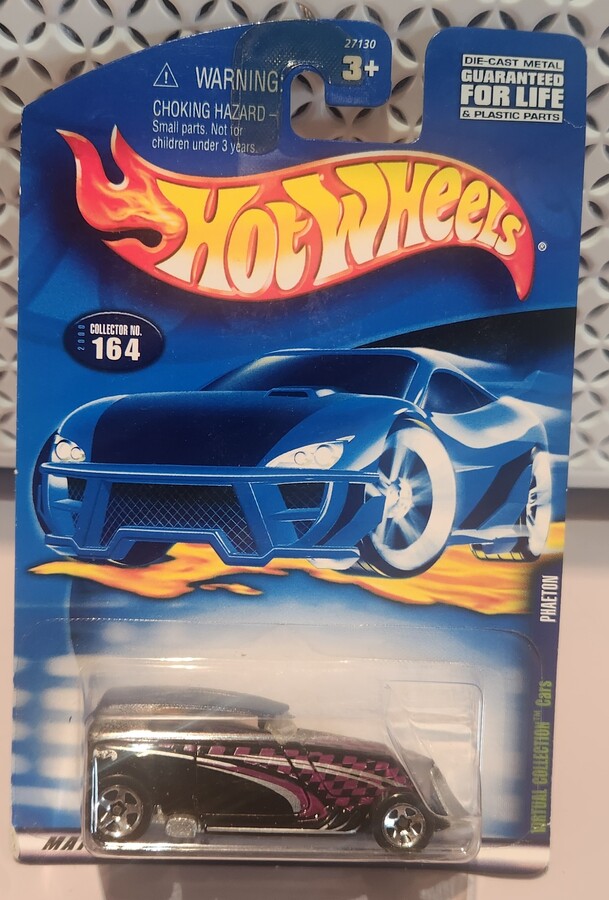 27130
3+
WARNING:
CHOKING HAZARD –
Small parts. Not for
children under 3 years.
DIE-CAST METAL
GUARANTEED
FOR LIFE
& PLASTIC PARTS
HOT WHEELS ®
2000
COLLECTOR NO.
164
PHAETON
VIRTUAL COLLECTION™ Cars